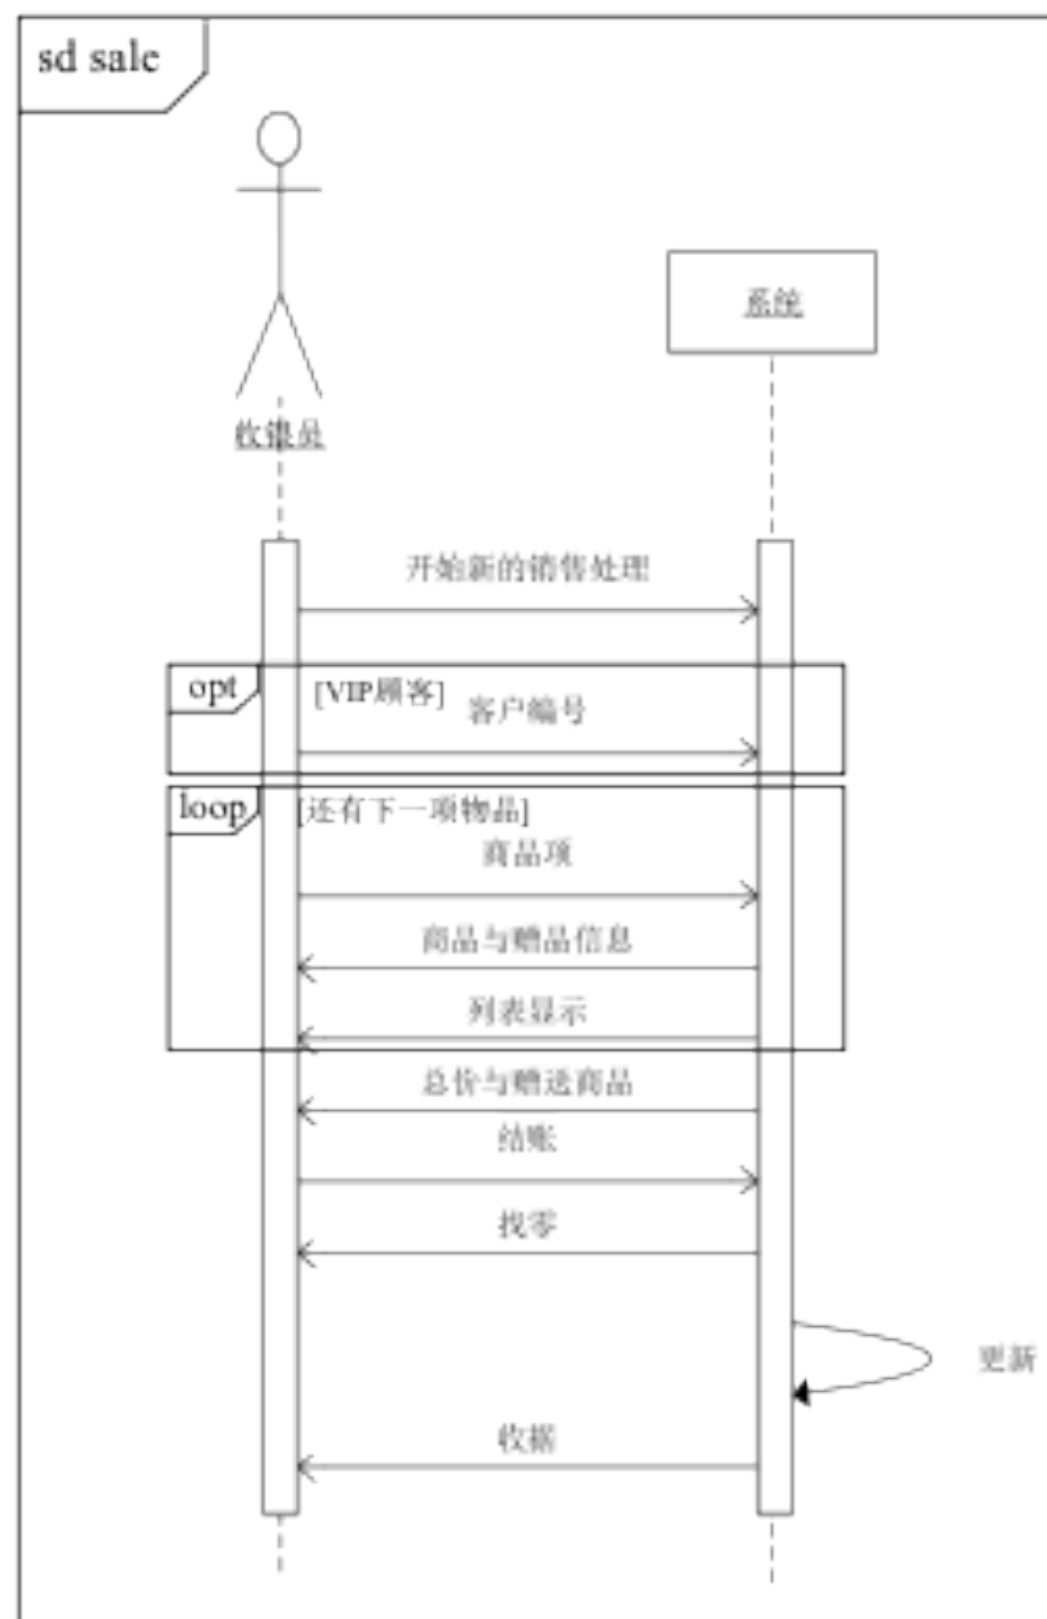 sd sale
系统
收银员
开始新的销售处理
opt
[VIP顾客]
客户编号
loop
[还有下一项物品]
商品项
商品与赠品信息
列表显示
总价与赠送商品
结账
找零
更新
收据